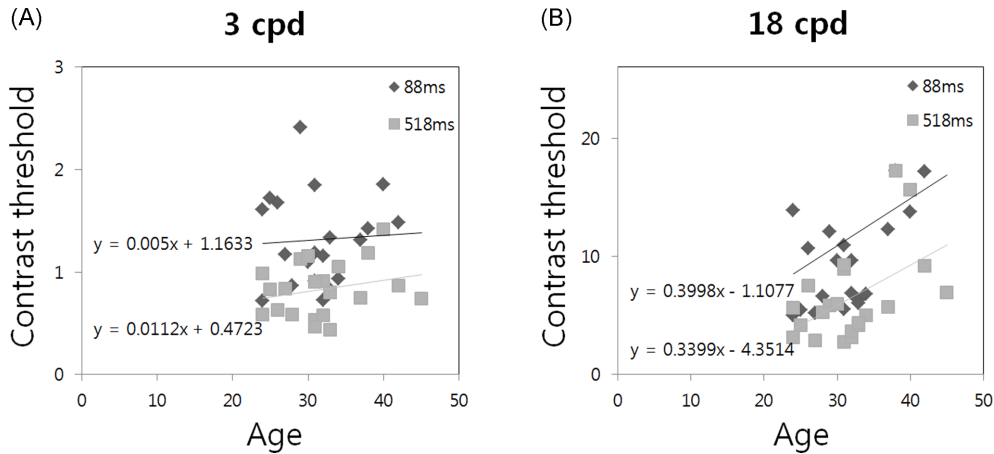 (A)
3 cpd
Contrast threshold
3
2
1
0
88ms
518ms
y = 0.005x + 1.1633
y = 0.0112x + 0.4723
0 10 20 30 40 50
Age
(B)
18 cpd
Contrast threshold
20
10
0
88ms
518ms
y = 0.3998x - 1.1077
y = 0.3399x - 4.3514
0 10 20 30 40 50
Age